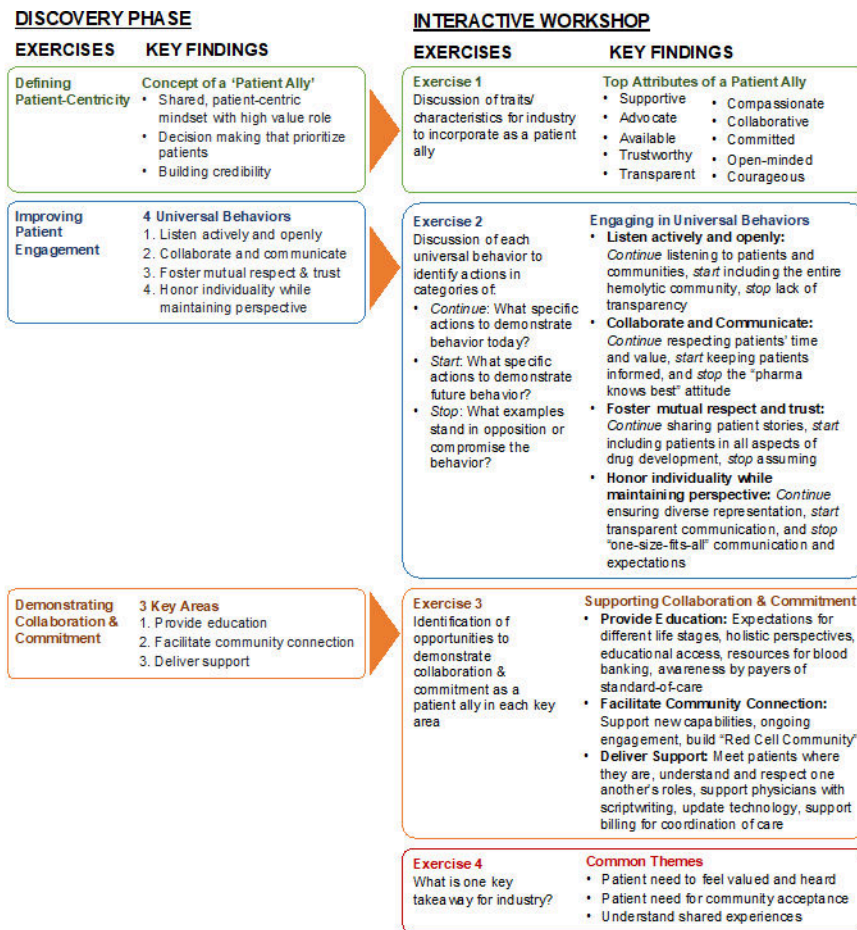 DISCOVERY PHASE
EXERCISES KEY FINDINGS
INTERACTIVE WORKSHOP
EXERCISES KEY FINDINGS
Defining
Patient-Centricity
Concept of a 'Patient Ally'
• Shared, patient-centric
mindset with high value role
• Decision making that prioritize
patients
• Building credibility
Exercise 1
Discussion of traits/
characteristics for industry
to incorporate as a patient
ally
Top Attributes of a Patient Ally
• Supportive
• Advocate
• Available
• Trustworthy
• Transparent
• Compassionate
• Collaborative
• Committed
• Open-minded
• Courageous
Improving
Patient
Engagement
4 Universal Behaviors
1. Listen actively and openly
2. Collaborate and communicate
3. Foster mutual respect & trust
4. Honor individuality while
maintaining perspective
Exercise 2
Discussion of each
universal behavior to
identify actions in
categories of:
• Continue: What specific
actions to demonstrate
behavior today?
• Start: What specific
actions to demonstrate
future behavior?
• Stop: What examples
stand in opposition or
compromise the
behavior?
Engaging in Universal Behaviors
• Listen actively and openly:
Continue listening to patients and
communities, start including the entire
hemolytic community, stop lack of
transparency
• Collaborate and Communicate:
Continue respecting patients' time
and value, start keeping patients
informed, and stop the "pharma
knows best" attitude
• Foster mutual respect and trust:
Continue sharing patient stories, start
including patients in all aspects of
drug development, stop assuming
• Honor individuality while
maintaining perspective: Continue
ensuring diverse representation, start
transparent communication, and stop
"one-size-fits-all" communication and
expectations
Demonstrating
Collaboration &
Commitment
3 Key Areas
1. Provide education
2. Facilitate community connection
3. Deliver support
Exercise 3
Identification of
opportunities to
demonstrate
collaboration &
commitment as a
patient ally in each key
area
Supporting Collaboration & Commitment
• Provide Education: Expectations for
different life stages, holistic perspectives,
educational access, resources for blood
banking, awareness by payers of
standard-of-care
• Facilitate Community Connection:
Support new capabilities, ongoing
engagement, build "Red Cell Community"
• Deliver Support: Meet patients where
they are, understand and respect one
another's roles, support physicians with
scriptwriting, update technology, support
billing for coordination of care
Exercise 4
What is one key
takeaway for industry?
Common Themes
• Patient need to feel valued and heard
• Patient need for community acceptance
• Understand shared experiences